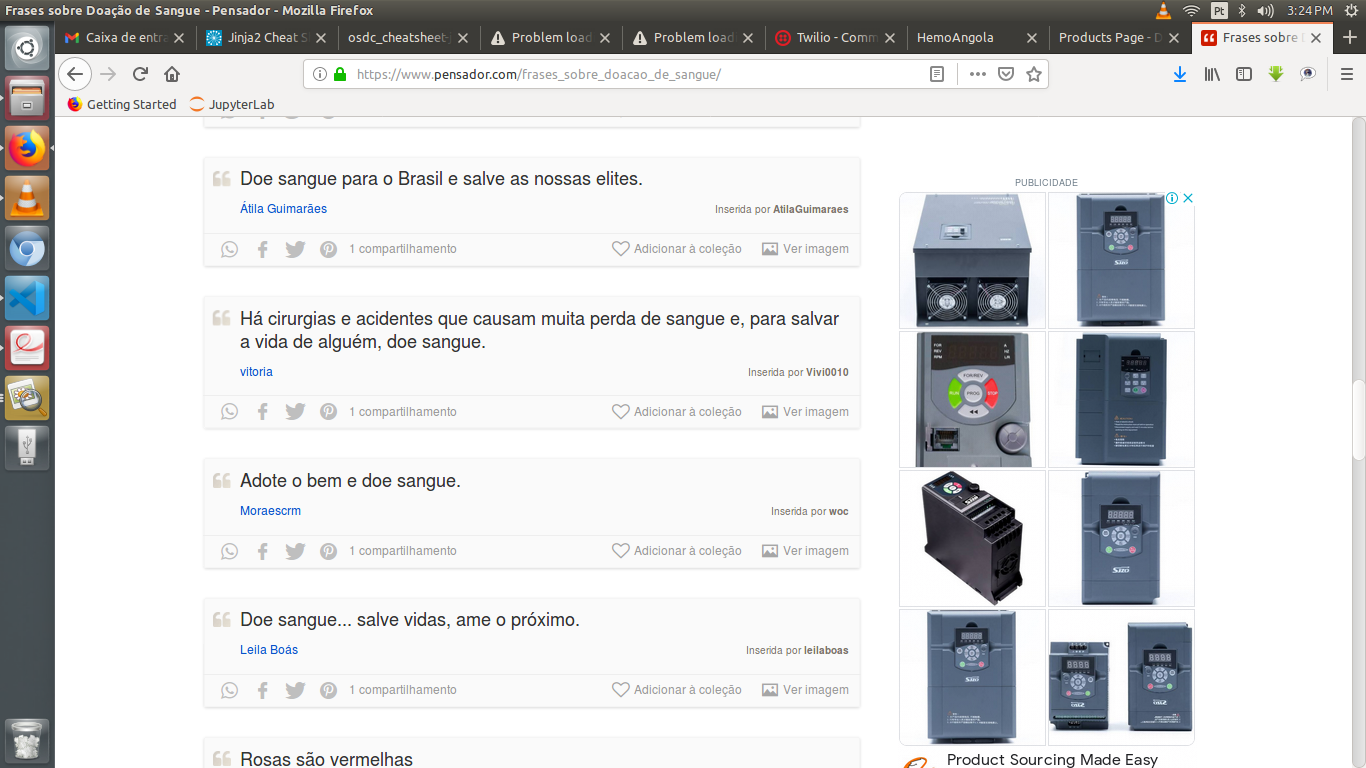 Frases sobre Doação de Sangue - Pensador - Mozilla Firefox
Pt
3:24 PM
Caixa de entra
Jinja2 Cheat S
osdc_cheatsheet-
Problem load
Problem load
Twilio - Comm
HemoAngola
Products Page - D
Frases sobre D
https://www.pensador.com/frases_sobre_doacao_de_sangue/
Getting Started
JupyterLab
Doe sangue para o Brasil e salve as nossas elites.
Átila Guimarães
Inserida por AtilaGuimaraes
1 compartilhamento
Adicionar à coleção
Ver imagem
Há cirurgias e acidentes que causam muita perda de sangue e, para salvar
a vida de alguém, doe sangue.
vitoria
Inserida por Vivi0010
1 compartilhamento
Adicionar à coleção
Ver imagem
Adote o bem e doe sangue.
Moraescrm
Inserida por woc
1 compartilhamento
Adicionar à coleção
Ver imagem
Doe sangue... salve vidas, ame o próximo.
Leila Boás
Inserida por leilaboas
1 compartilhamento
Adicionar à coleção
Ver imagem
Rosas são vermelhas
PUBLICIDADE
FOR/REV
RUN
PROG
STOP
Product Sourcing Made Easy